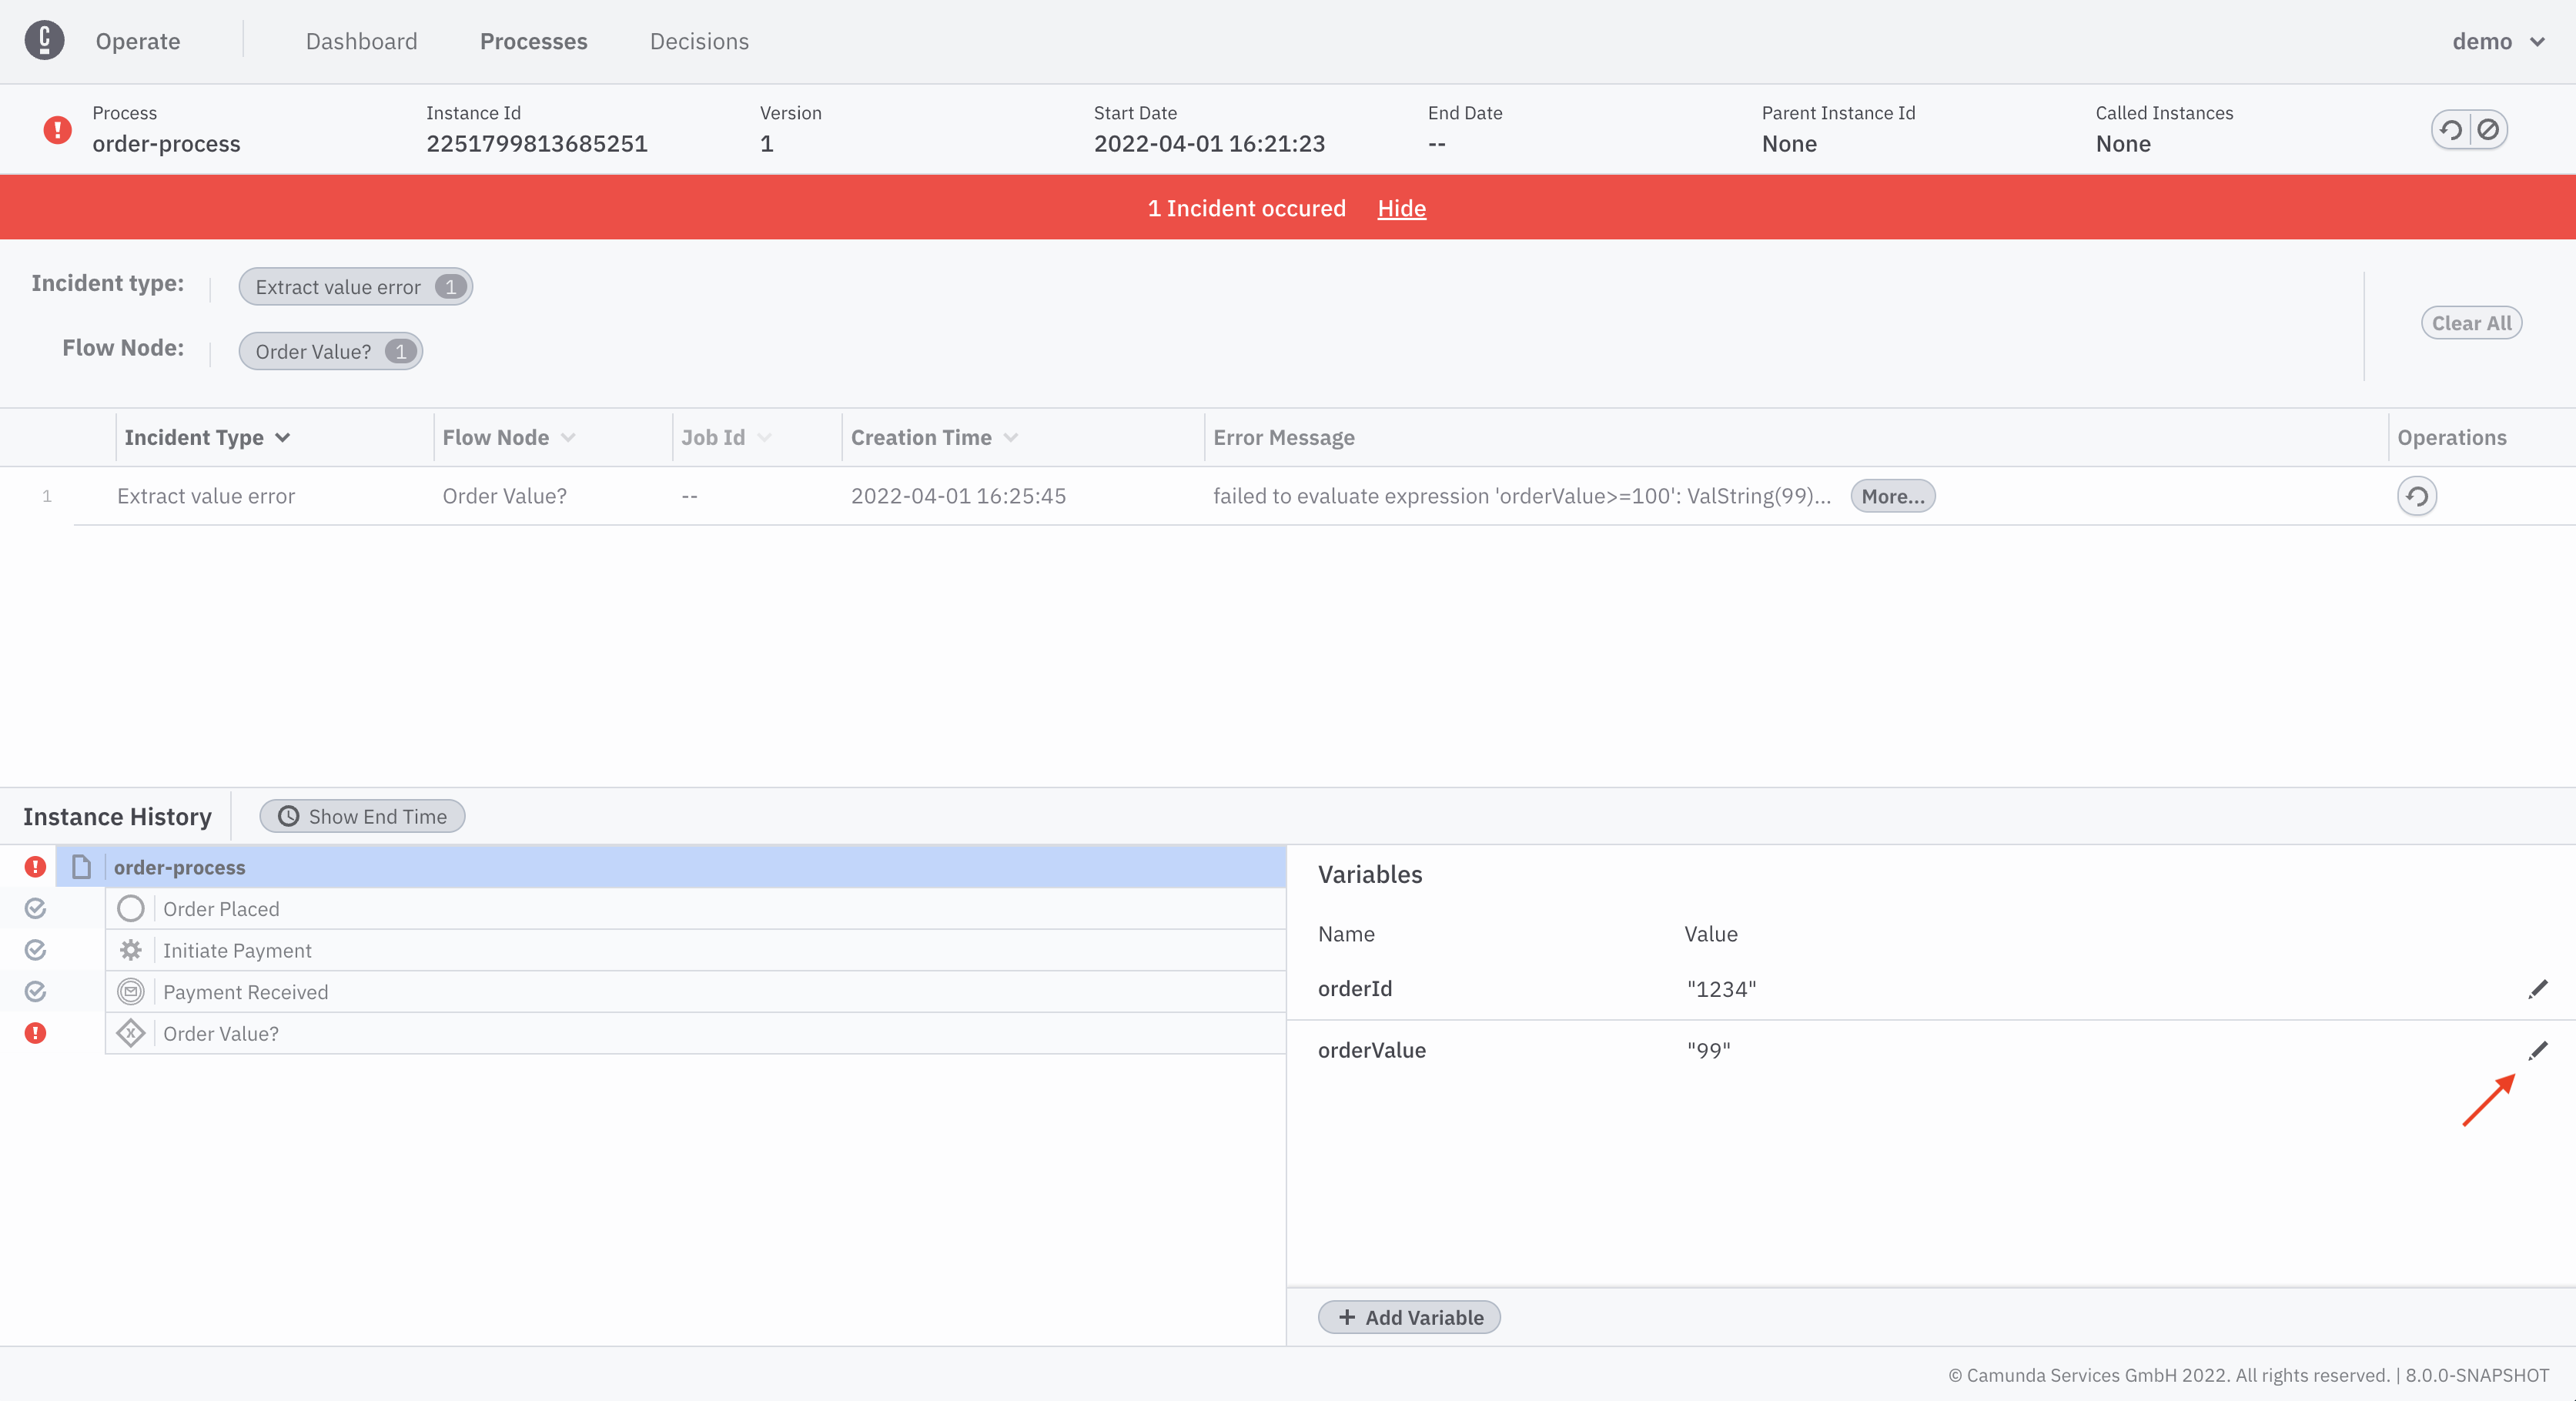 Operate Dashboard Processes Decisions demo
Process Instance Id Version Start Date End Date Parent Instance Id Called Instances
order-process 2251799813685251 1 2022-04-01 16:21:23 -- None None
1 Incident occured Hide
Incident type: Extract value error 1
Clear All
Flow Node: Order Value? 1
Incident Type Flow Node Job Id Creation Time Error Message Operations
1 Extract value error Order Value? -- 2022-04-01 16:25:45 failed to evaluate expression 'orderValue>=100': ValString(99)... More...
Instance History Show End Time
order-process
Order Placed
Initiate Payment
Payment Received
Order Value?
Variables
Name Value
orderId "1234"
orderValue "99"
+ Add Variable
© Camunda Services GmbH 2022. All rights reserved. | 8.0.0-SNAPSHOT